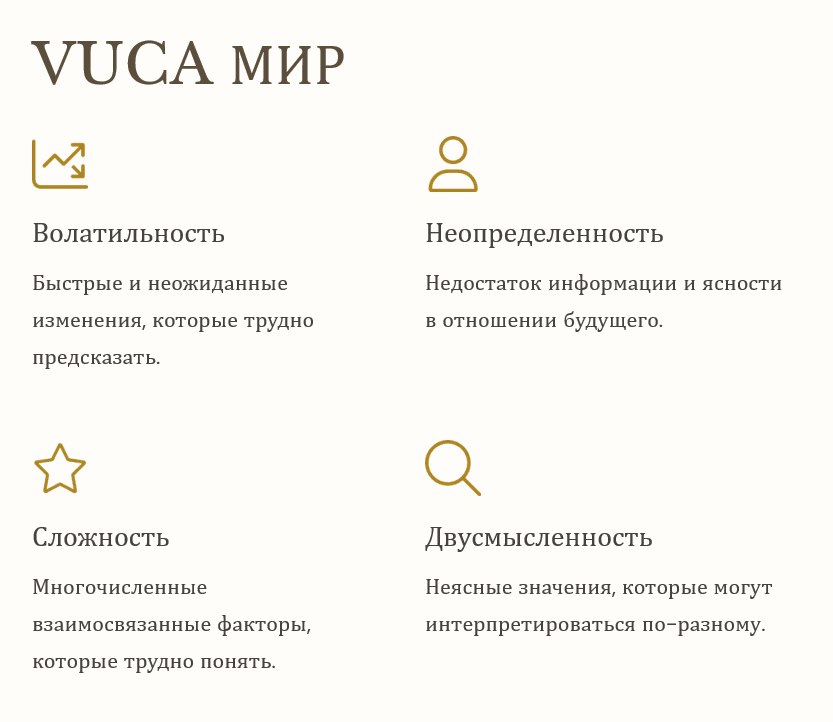 VUCA МИР
Волатильность
Быстрые и неожиданные
изменения, которые трудно
предсказать.
Неопределенность
Недостаток информации и ясности
в отношении будущего.
Сложность
Многочисленные
взаимосвязанные факторы,
которые трудно понять.
Двусмысленность
Неясные значения, которые могут
интерпретироваться по-разному.